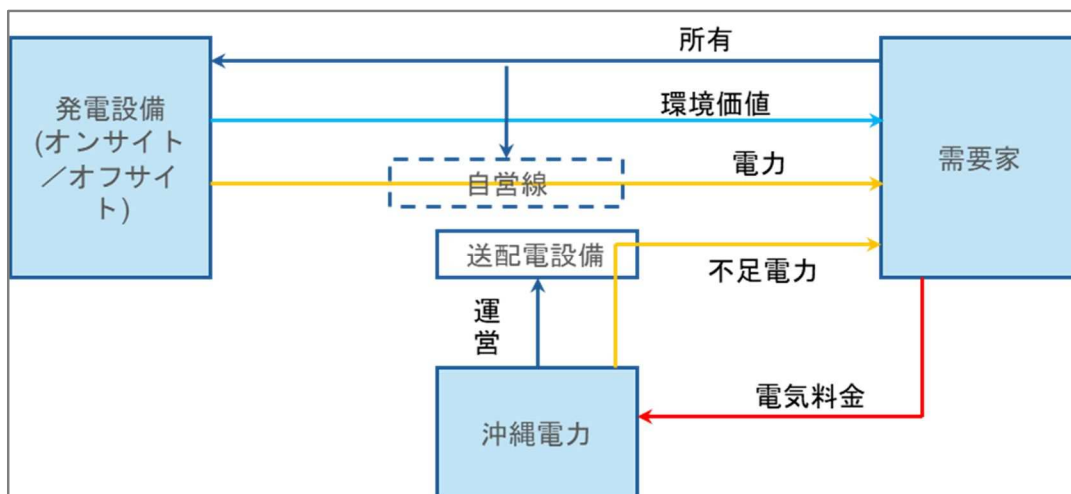 所有
発電設備
(オンサイト
／オフサイ
ト)
環境価値
需要家
電力
自営線
送配電設備
不足電力
運
営
電気料金
沖縄電力